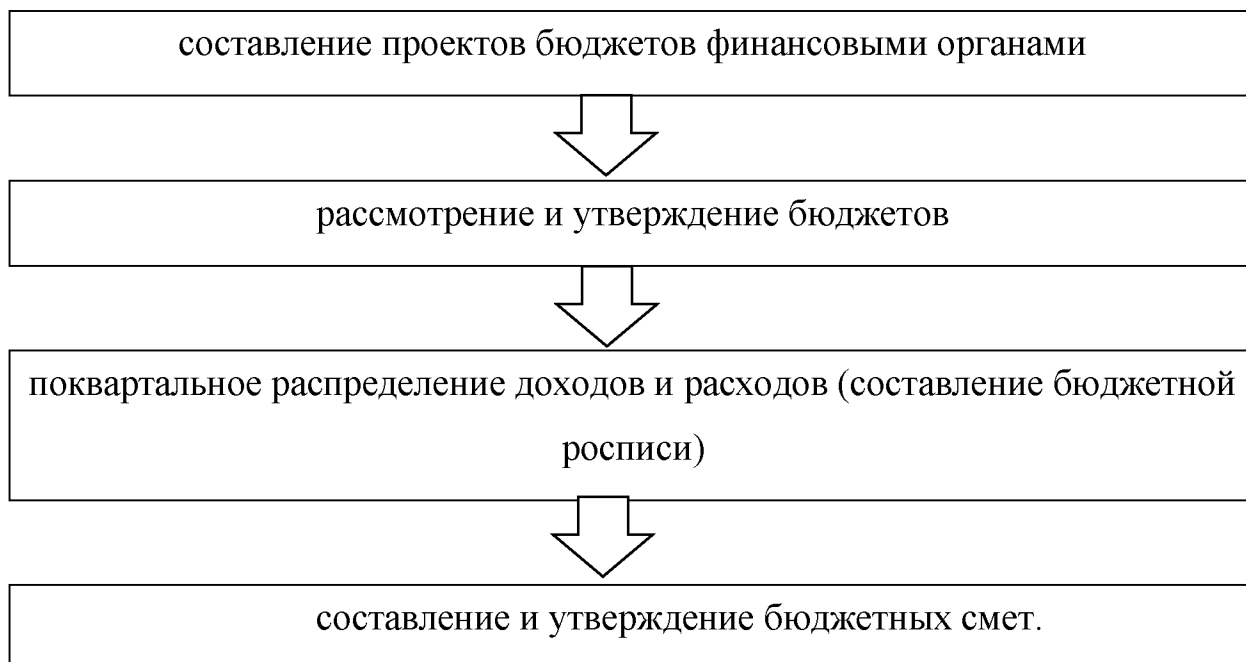 составление проектов бюджетов финансовыми органами
рассмотрение и утверждение бюджетов
поквартальное распределение доходов и расходов (составление бюджетной
росписи)
составление и утверждение бюджетных смет.